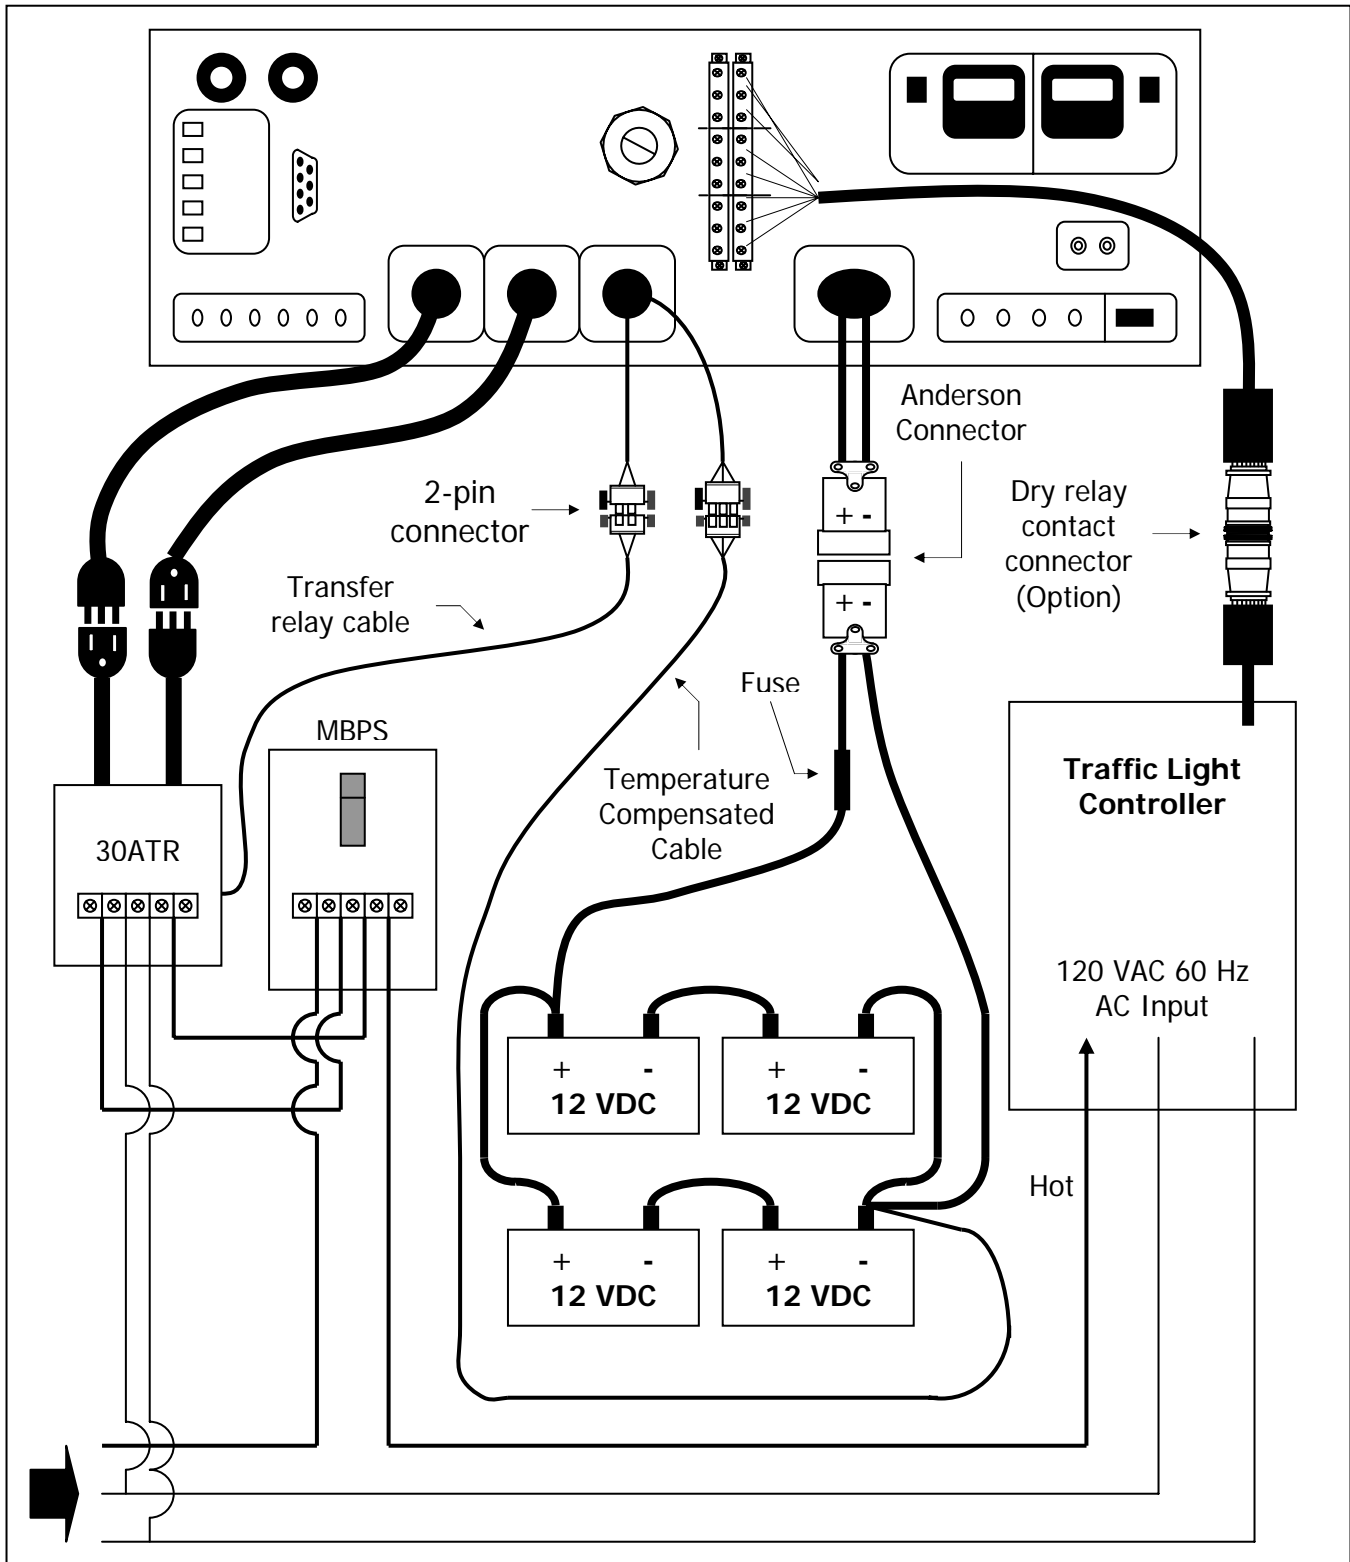 Anderson
Connector
2-pin
connector
Dry relay
contact
connector
(Option)
+ -
+ -
Transfer
relay cable
Fuse
MBPS
Temperature
Compensated
Cable
Traffic Light
Controller
30ATR
120 VAC 60 Hz
AC Input
+ -
12 VDC
+ -
12 VDC
Hot
+ -
12 VDC
+ -
12 VDC